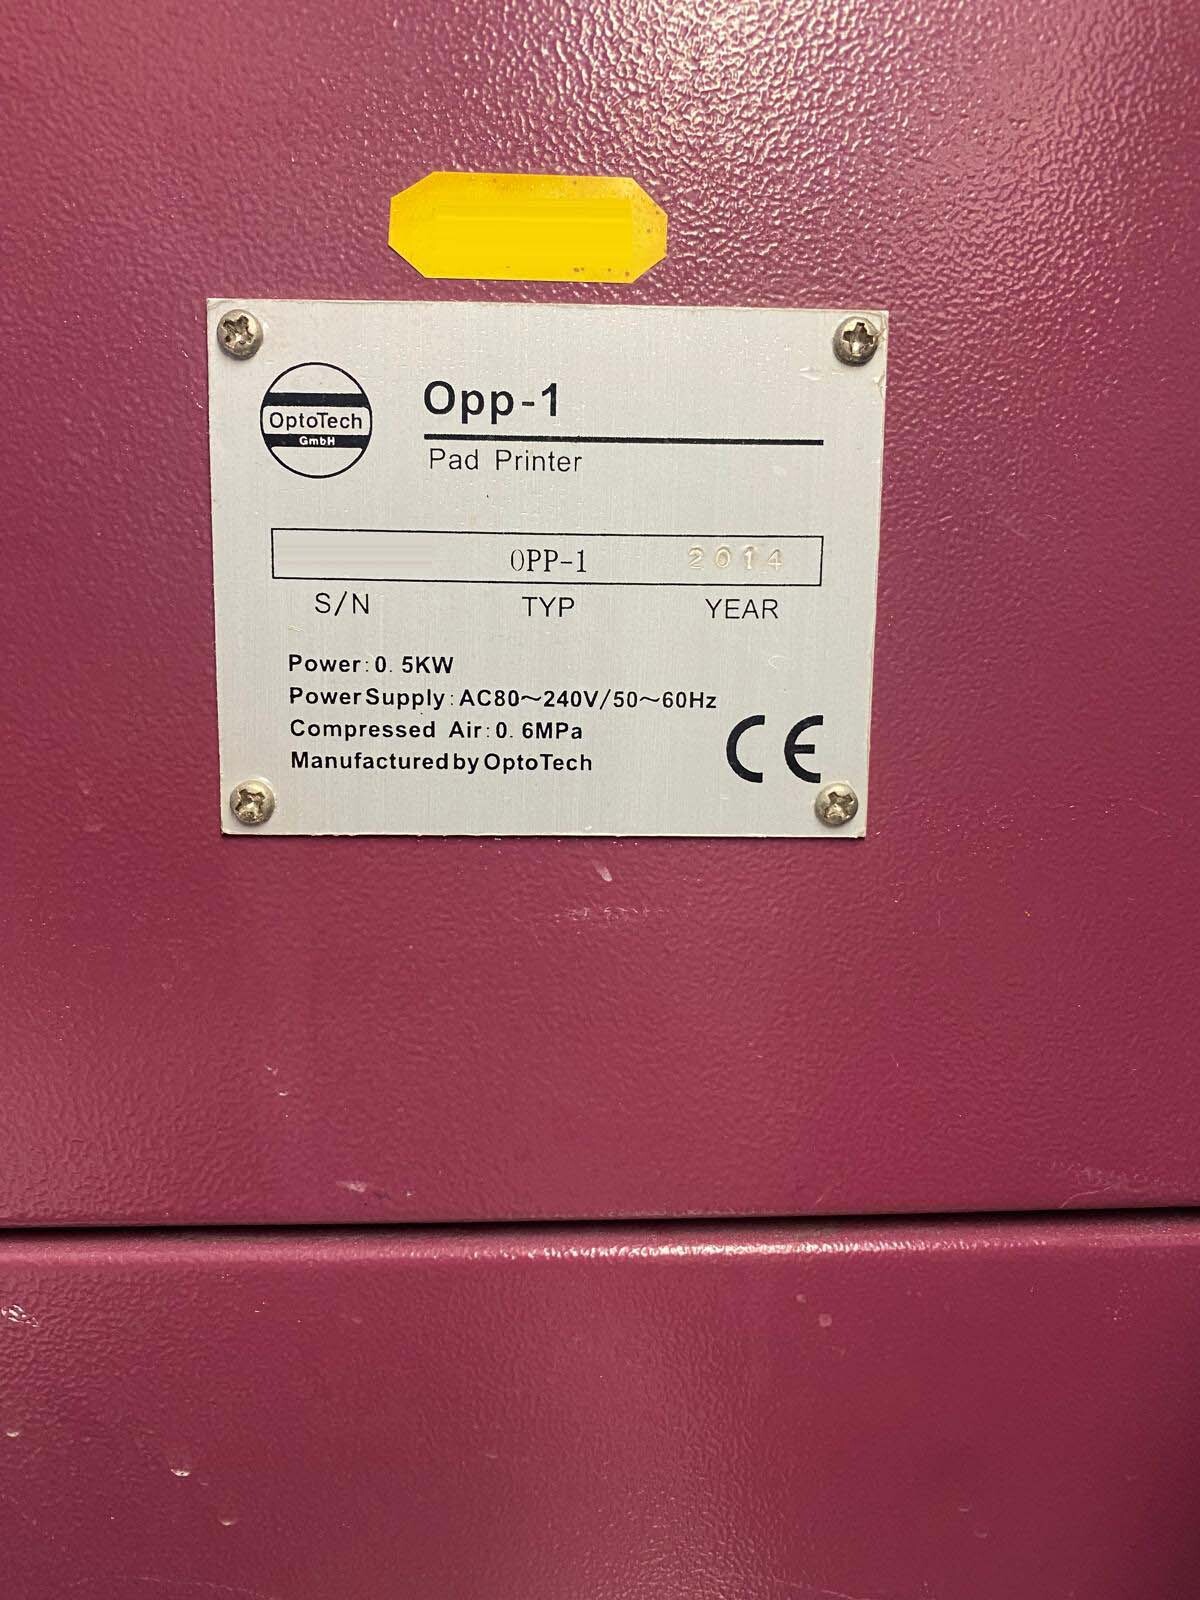 OptoTech
GmbH
Opp-1
Pad Printer
OPP-1 2014
S/N TYP YEAR
Power: 0. 5KW
Power Supply: AC80~240V/50~60Hz
Compressed Air: 0. 6MPa
Manufactured by OptoTech
CE